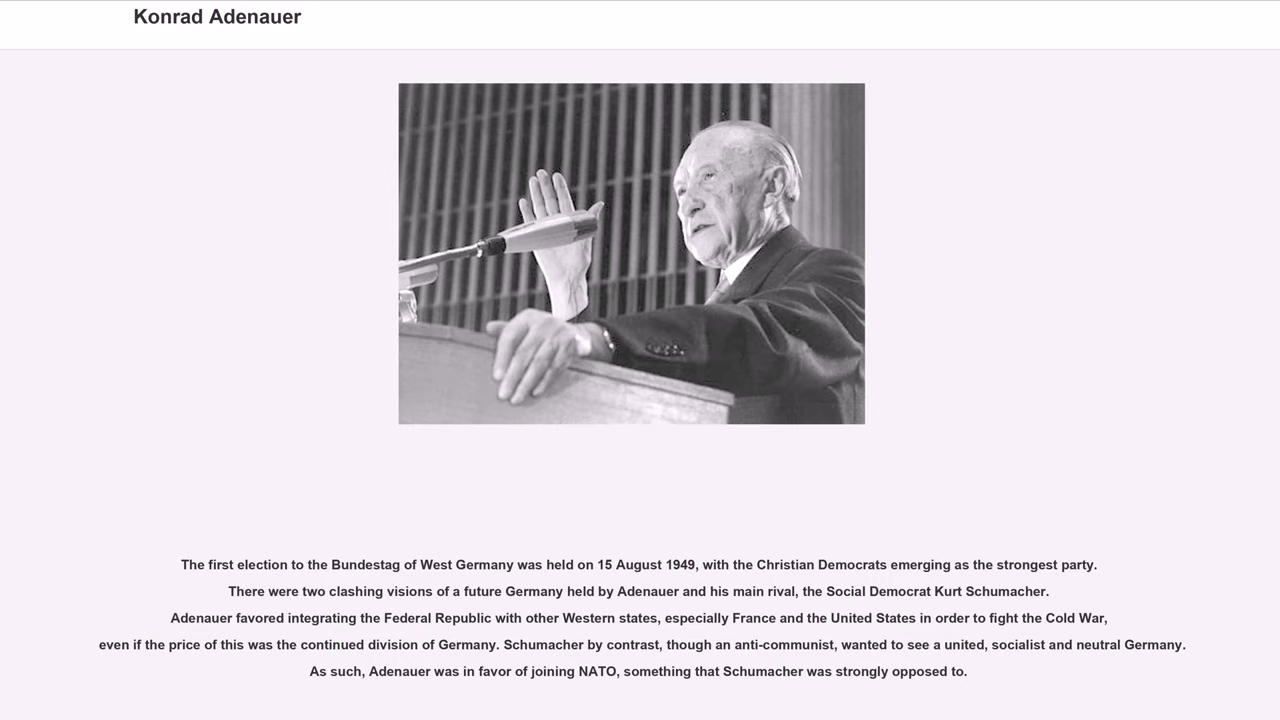 Konrad Adenauer
The first election to the Bundestag of West Germany was held on 15 August 1949, with the Christian Democrats emerging as the strongest party.
There were two clashing visions of a future Germany held by Adenauer and his main rival, the Social Democrat Kurt Schumacher.
Adenauer favored integrating the Federal Republic with other Western states, especially France and the United States in order to fight the Cold War,
even if the price of this was the continued division of Germany. Schumacher by contrast, though an anti-communist, wanted to see a united, socialist and neutral Germany.
As such, Adenauer was in favor of joining NATO, something that Schumacher was strongly opposed to.